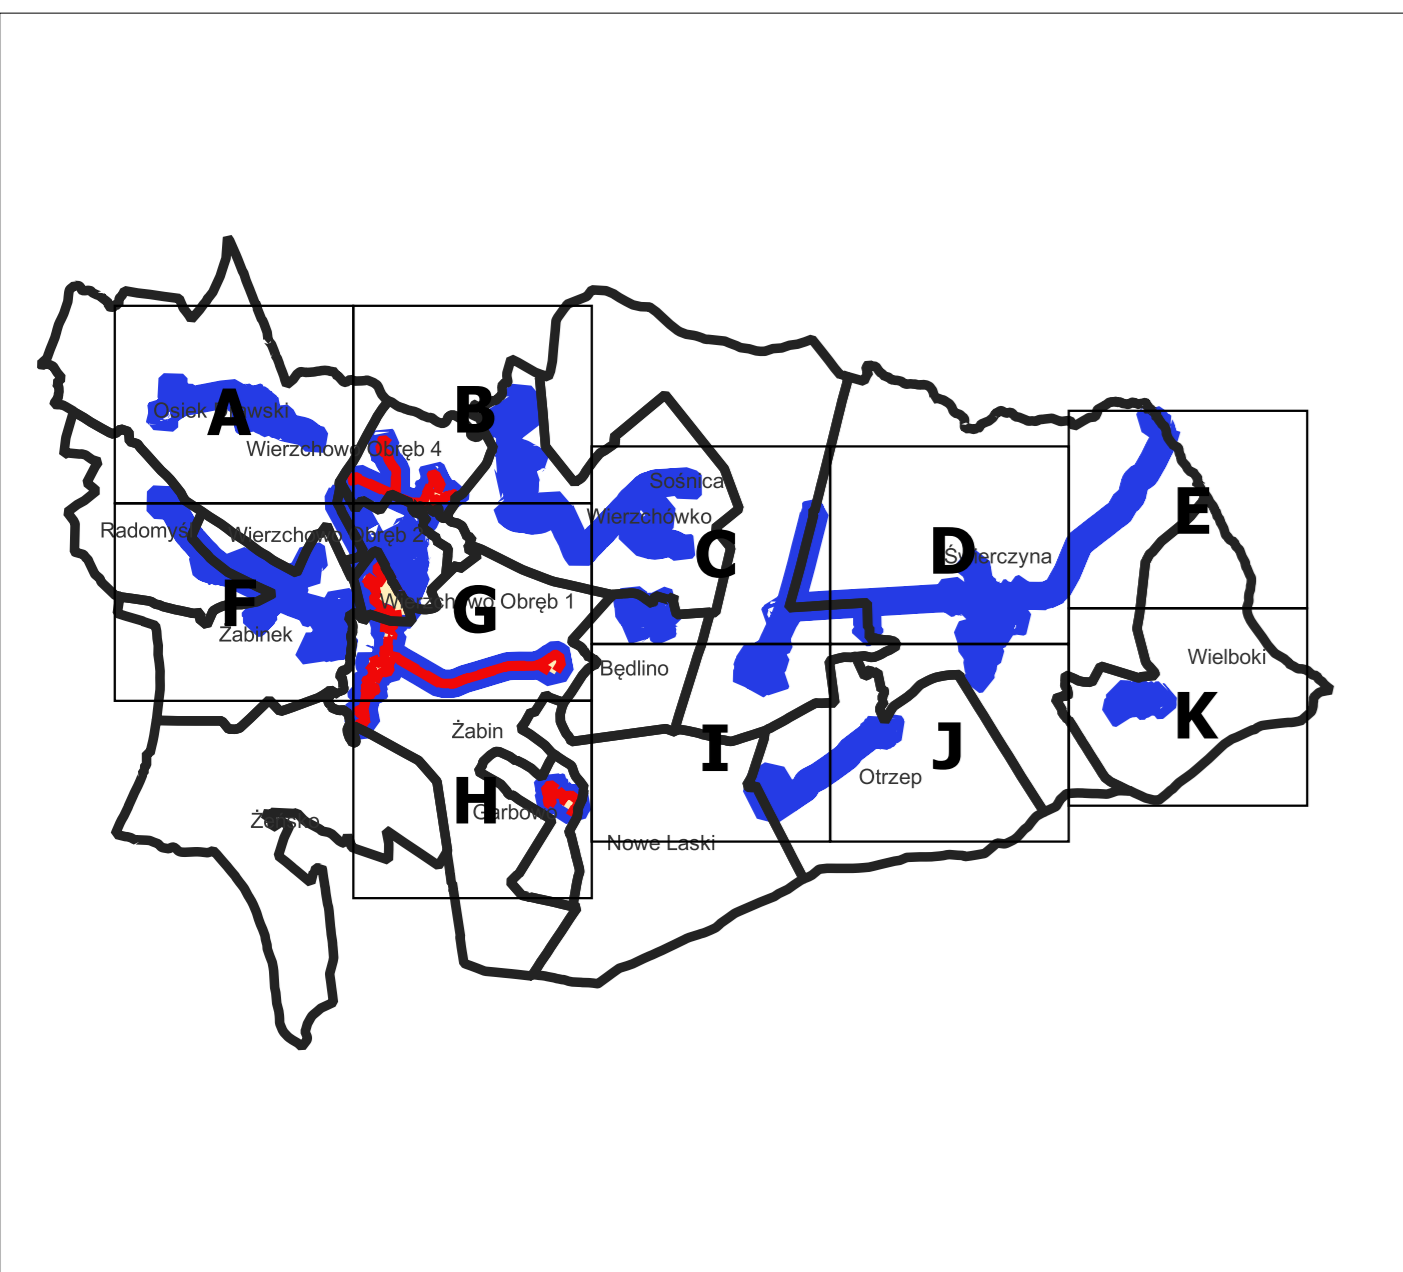 B
A
Wierzchowo Obręb 4
Sośnica
E
Wierzchówko
Radomyśl
Wierzchowo Obręb 2
D
Świerczyna
C
F
Wierzchowo Obręb 1
G
Żabinek
Wielboki
Będlino
K
Żabin
I
J
Otrzep
H
Garbowo
Żeńsko
Nowe Laski